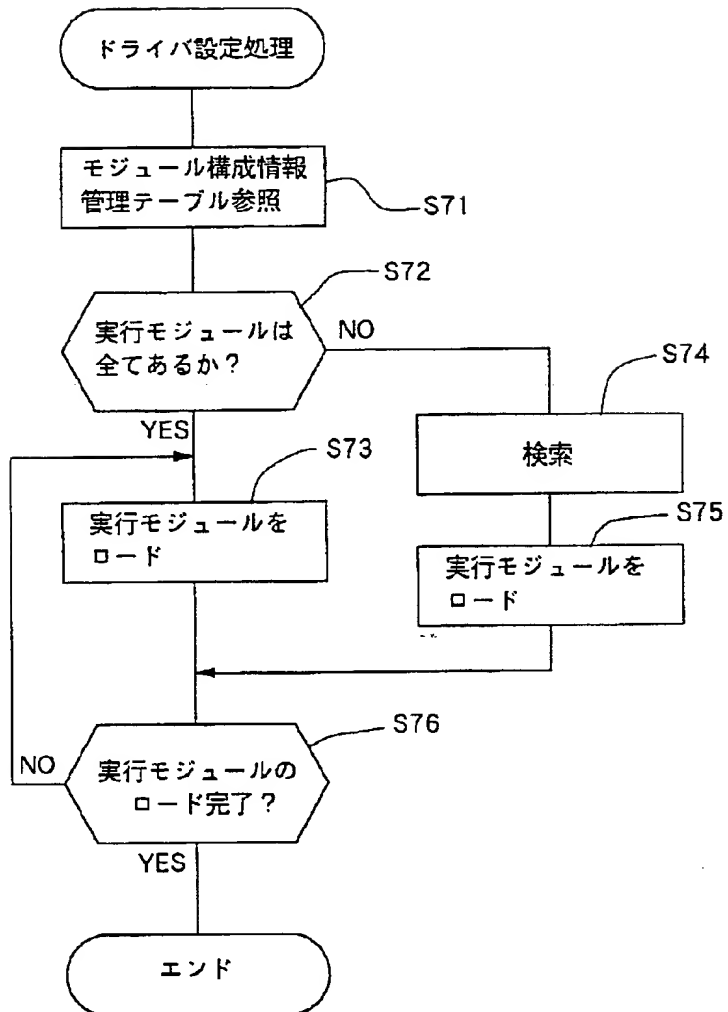 ドライバ設定処理
モジュール構成情報
管理テーブル参照
S71
S72
実行モジュールは
全てあるか?
NO
S74
YES
検索
S73
S75
実行モジュールを
ロード
実行モジュールを
ロード
S76
NO
実行モジュールの
ロード完了?
YES
エンド